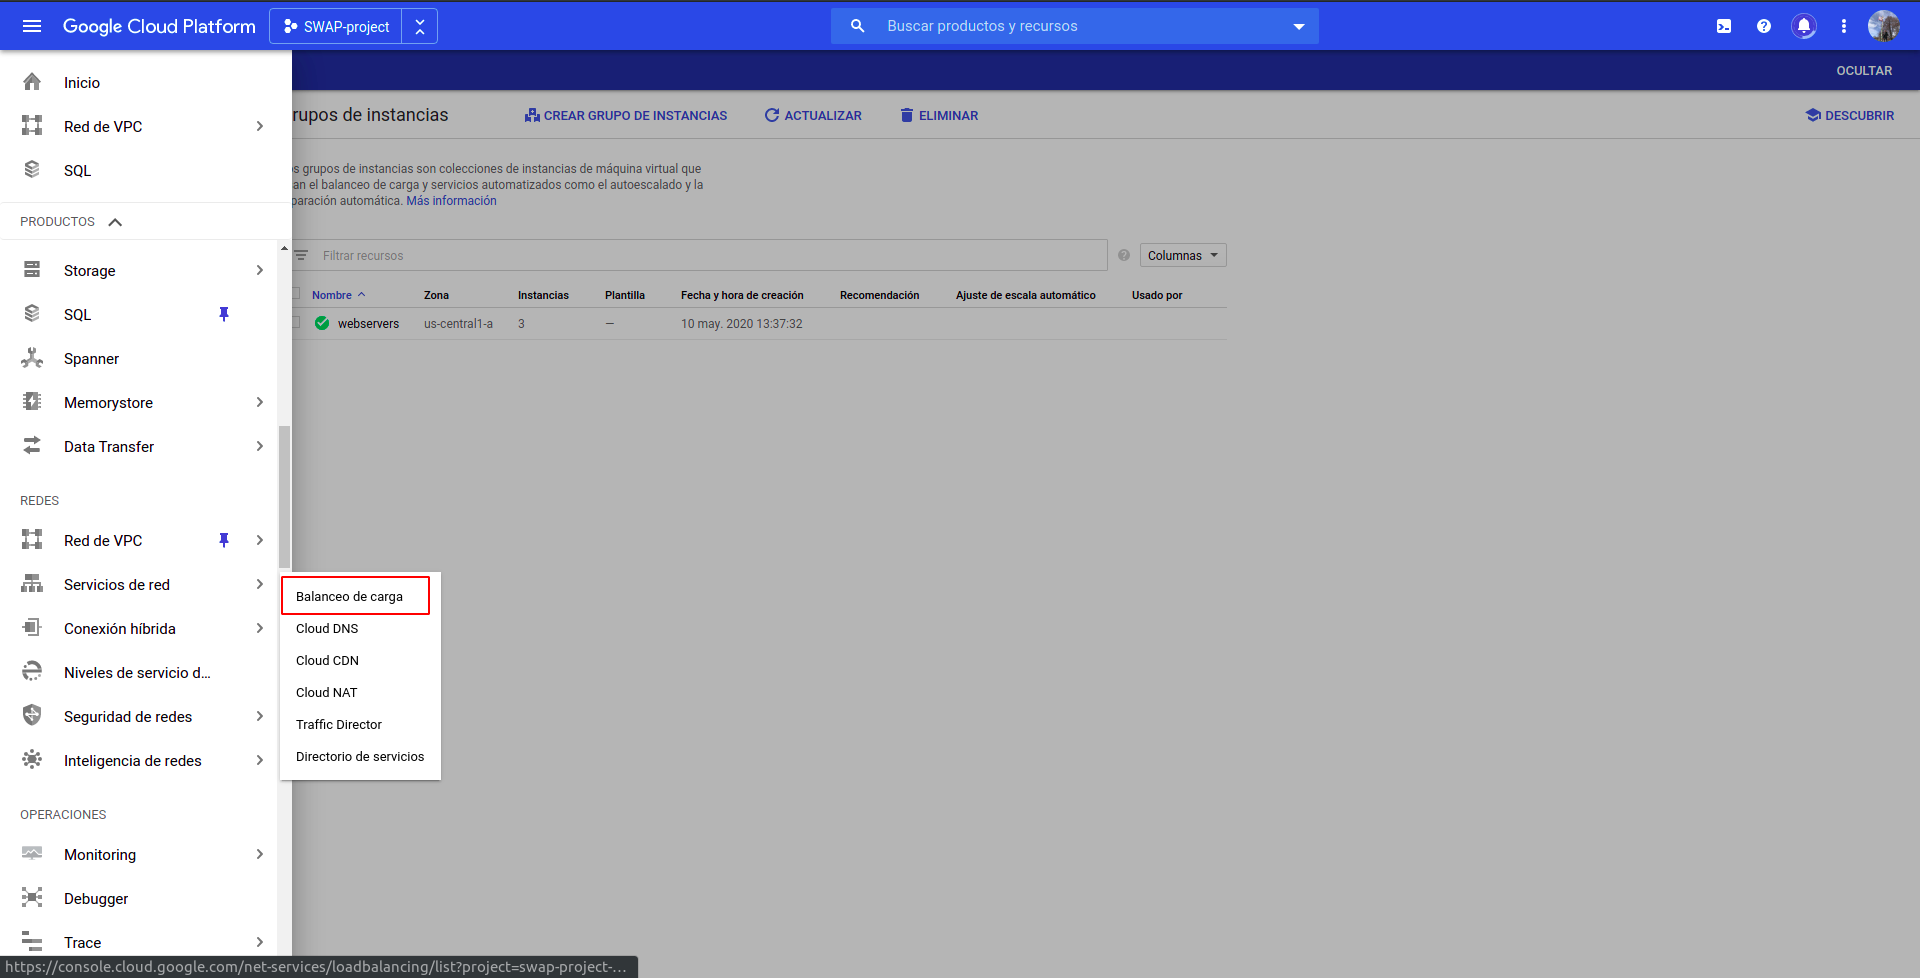 Google Cloud Platform SWAP-project Buscar productos y recursos
OCULTAR
Inicio
Red de VPC
SQL
PRODUCTOS
Storage
SQL
Spanner
Memorystore
Data Transfer
REDES
Red de VPC
Servicios de red
Conexión híbrida
Niveles de servicio d...
Seguridad de redes
Inteligencia de redes
OPERACIONES
Monitoring
Debugger
Trace
Balanceo de carga
Cloud DNS
Cloud CDN
Cloud NAT
Traffic Director
Directorio de servicios
rupos de instancias CREAR GRUPO DE INSTANCIAS ACTUALIZAR ELIMINAR DESCUBRIR
os grupos de instancias son colecciones de instancias de máquina virtual que
an el balanceo de carga y servicios automatizados como el autoescalado y la
paración automática. Más información
Filtrar recursos Columnas
Nombre Zona Instancias Plantilla Fecha y hora de creación Recomendación Ajuste de escala automático Usado por
webservers us-central1-a 3 — 10 may. 2020 13:37:32
https://console.cloud.google.com/net-services/loadbalancing/list?project=swap-project-...